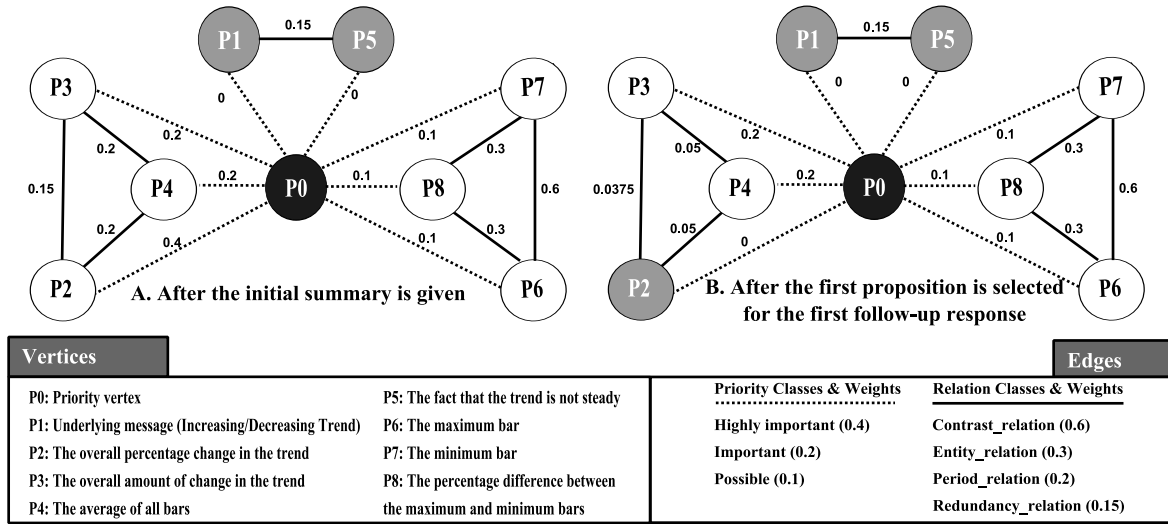 0.15
P1
P5
P3
P7
0
0
0.2
0.1
0.2
0.3
0.15
P4
0.2
P0
0.1
P8
0.6
0.2
0.4
0.1
0.3
P2
P6
A. After the initial summary is given
0.15
P1
P5
P3
P7
0
0
0.2
0.1
0.05
0.3
0.0375
P4
0.2
P0
0.1
P8
0.6
0.05
0
0.1
0.3
P2
P6
B. After the first proposition is selected
for the first follow-up response
Vertices
P0: Priority vertex
P1: Underlying message (Increasing/Decreasing Trend)
P2: The overall percentage change in the trend
P3: The overall amount of change in the trend
P4: The average of all bars
P5: The fact that the trend is not steady
P6: The maximum bar
P7: The minimum bar
P8: The percentage difference between
the maximum and minimum bars
Edges
Priority Classes & Weights
Highly important (0.4)
Important (0.2)
Possible (0.1)
Relation Classes & Weights
Contrast_relation (0.6)
Entity_relation (0.3)
Period_relation (0.2)
Redundancy_relation (0.15)